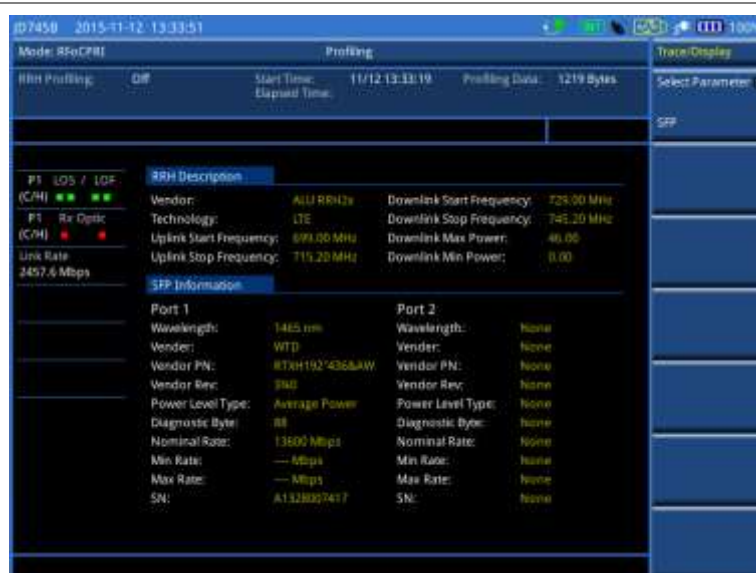 JD745B 2015-11-12 13:33:51 INT 100%
Mode: RFoCPRI Profiling Trace/Display
RRH Profiling: Off Start Time: 11/12 13:33:19 Profiling Data: 1219 Bytes Select Parameter
Elapsed Time:
SFP
P1 LOS / LOF RRH Description
(C/H) Vendor: ALU RRH2x Downlink Start Frequency: 729.00 MHz
P1 Rx Optic Technology: LTE Downlink Stop Frequency: 745.20 MHz
(C/H) Uplink Start Frequency: 699.00 MHz Downlink Max Power: 46.00
Link Rate Uplink Stop Frequency: 715.20 MHz Downlink Min Power: 0.00
2457.6 Mbps
SFP Information
Port 1 Port 2
Wavelength: 1465 nm Wavelength: None
Vender: WTD Vender: None
Vendor PN: Vendor PN: None
Vendor Rev: Vendor Rev: None
Power Level Type: Average Power Power Level Type: None
Diagnostic Byte: Diagnostic Byte: None
Nominal Rate: 13600 Mbps Nominal Rate: None
Min Rate: --- Mbps Min Rate: None
Max Rate: --- Mbps Max Rate: None
SN: A1328007417 SN: None